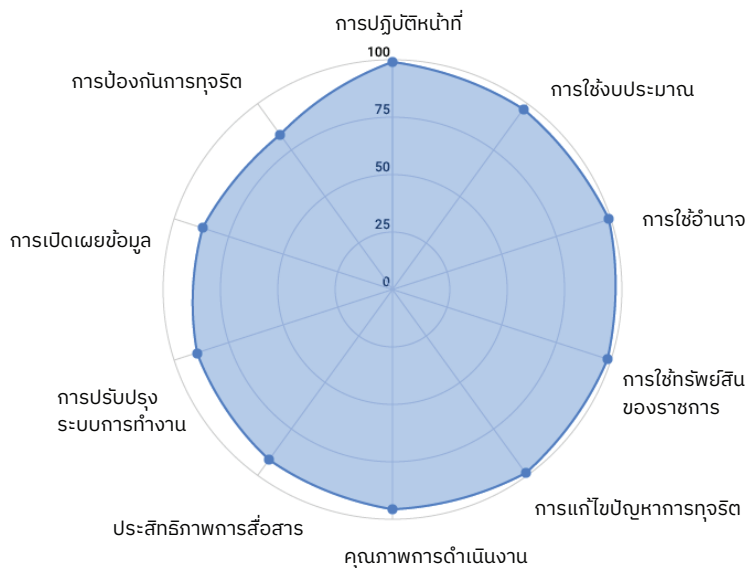 การปฏิบัติหน้าที่
100
การป้องกันการทุจริต
การใช้งบประมาณ
75
50
การใช้อำนาจ
25
การเปิดเผยข้อมูล
0
การใช้ทรัพย์สิน
ของราชการ
การปรับปรุง
ระบบการทำงาน
การแก้ไขปัญหาการทุจริต
ประสิทธิภาพการสื่อสาร
คุณภาพการดำเนินงาน